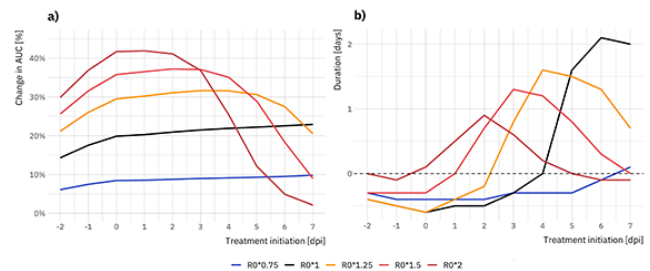 a)
b)
Change in AUC [%]
40%
30%
20%
10%
0%
-2 -1 0 1 2 3 4 5 6 7
Treatment initiation [dpi]
Duration [days]
2
1
0
-2 -1 0 1 2 3 4 5 6 7
Treatment initiation [dpi]
R0*0.75 R0*1 R0*1.25 R0*1.5 R0*2